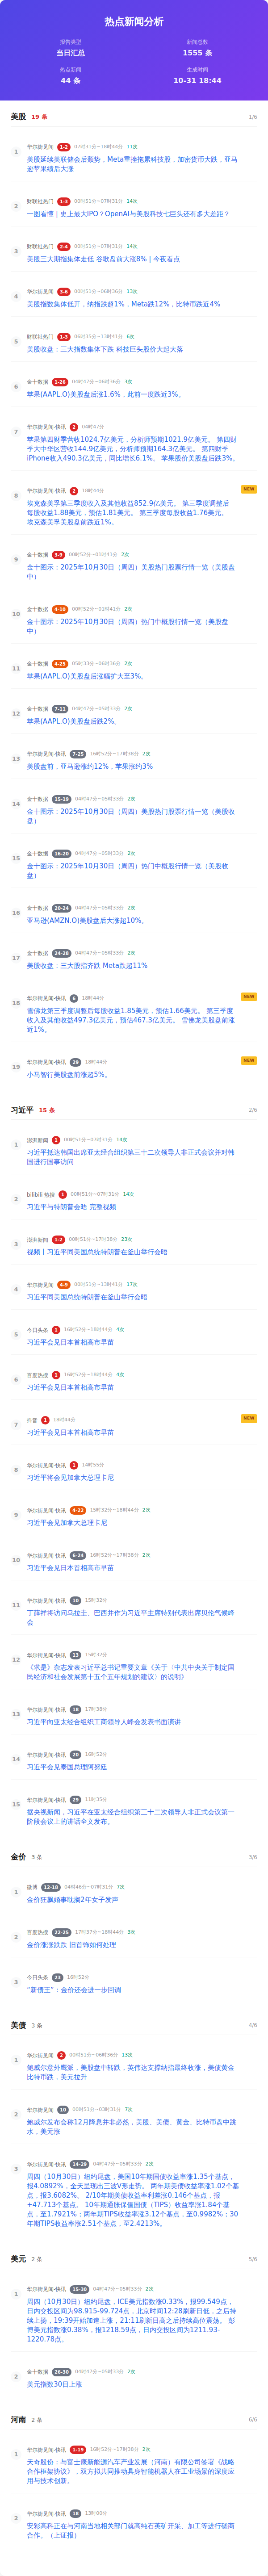 热点新闻分析
报告类型
新闻总数
当日汇总
1555 条
热点新闻
生成时间
44 条
10-31 18:44
美股 19 条 1/6
1
华尔街见闻 1-2 07时31分~18时44分 11次
美股延续美联储会后颓势，Meta重挫拖累科技股，加密货币大跌，亚马
逊苹果绩后大涨
2
财联社热门 1-3 00时51分~07时31分 14次
一图看懂 | 史上最大IPO？OpenAI与美股科技七巨头还有多大差距？
3
财联社热门 2-4 00时51分~07时31分 14次
美股三大期指集体走低 谷歌盘前大涨8% | 今夜看点
4
华尔街见闻 3-6 00时51分~06时36分 13次
美股指数集体低开，纳指跌超1%，Meta跌12%，比特币跌近4%
5
财联社热门 1-3 06时35分~13时41分 6次
美股收盘：三大指数集体下跌 科技巨头股价大起大落
6
金十数据 1-26 04时47分~06时36分 3次
苹果(AAPL.O)美股盘后涨1.6%，此前一度跌近3%。
7
华尔街见闻-快讯 2 04时47分
苹果第四财季营收1024.7亿美元，分析师预期1021.9亿美元。 第四财
季大中华区营收144.9亿美元，分析师预期164.3亿美元。 第四财季
iPhone收入490.3亿美元，同比增长6.1%。 苹果股价美股盘后跌3%。
8
华尔街见闻-快讯 2 18时44分
NEW
埃克森美孚第三季度收入及其他收益852.9亿美元。 第三季度调整后
每股收益1.88美元，预估1.81美元。 第三季度每股收益1.76美元。
埃克森美孚美股盘前跌近1%。
9
金十数据 3-9 00时52分~01时41分 2次
金十图示：2025年10月30日（周四）美股热门股票行情一览（美股盘
中）
10
金十数据 4-10 00时52分~01时41分 2次
金十图示：2025年10月30日（周四）热门中概股行情一览（美股盘
中）
11
金十数据 4-25 05时33分~06时36分 2次
苹果(AAPL.O)美股盘后涨幅扩大至3%。
12
金十数据 7-11 04时47分~05时33分 2次
苹果(AAPL.O)美股盘后跌2%。
13
华尔街见闻-快讯 7-25 16时52分~17时38分 2次
美股盘前，亚马逊涨约12%，苹果涨约3%
14
金十数据 15-19 04时47分~05时33分 2次
金十图示：2025年10月30日（周四）美股热门股票行情一览（美股收
盘）
15
金十数据 16-20 04时47分~05时33分 2次
金十图示：2025年10月30日（周四）热门中概股行情一览（美股收
盘）
16
金十数据 20-24 04时47分~05时33分 2次
亚马逊(AMZN.O)美股盘后大涨超10%。
17
金十数据 24-28 04时47分~05时33分 2次
美股收盘：三大股指齐跌 Meta跌超11%
18
华尔街见闻-快讯 6 18时44分
NEW
雪佛龙第三季度调整后每股收益1.85美元，预估1.66美元。 第三季度
收入及其他收益497.3亿美元，预估467.3亿美元。 雪佛龙美股盘前涨
近1%。
19
华尔街见闻-快讯 29 18时44分
NEW
小马智行美股盘前涨超5%。
习近平 15 条 2/6
1
澎湃新闻 1 00时51分~07时31分 14次
习近平抵达韩国出席亚太经合组织第三十二次领导人非正式会议并对韩
国进行国事访问
2
bilibili 热搜 1 00时51分~07时31分 14次
习近平与特朗普会晤 完整视频
3
澎湃新闻 1-2 00时51分~17时38分 23次
视频丨习近平同美国总统特朗普在釜山举行会晤
4
华尔街见闻 4-9 00时51分~13时41分 17次
习近平同美国总统特朗普在釜山举行会晤
5
今日头条 1 16时52分~18时44分 4次
习近平会见日本首相高市早苗
6
百度热搜 1 16时52分~18时44分 4次
习近平会见日本首相高市早苗
7
抖音 1 18时44分
NEW
习近平会见日本首相高市早苗
8
华尔街见闻-快讯 1 14时55分
习近平将会见加拿大总理卡尼
9
华尔街见闻-快讯 4-22 15时32分~18时44分 2次
习近平会见加拿大总理卡尼
10
华尔街见闻-快讯 6-24 16时52分~17时38分 2次
习近平会见日本首相高市早苗
11
华尔街见闻-快讯 10 15时32分
丁薛祥将访问乌拉圭、巴西并作为习近平主席特别代表出席贝伦气候峰
会
12
华尔街见闻-快讯 13 15时32分
《求是》杂志发表习近平总书记重要文章《关于〈中共中央关于制定国
民经济和社会发展第十五个五年规划的建议〉的说明》
13
华尔街见闻-快讯 18 17时38分
习近平向亚太经合组织工商领导人峰会发表书面演讲
14
华尔街见闻-快讯 20 16时52分
习近平会见泰国总理阿努廷
15
华尔街见闻-快讯 29 11时35分
据央视新闻，习近平在亚太经合组织第三十二次领导人非正式会议第一
阶段会议上的讲话全文发布。
金价 3 条 3/6
1
微博 12-18 04时46分~07时31分 7次
金价狂飙婚事耽搁2年女子发声
2
百度热搜 22-25 17时37分~18时44分 3次
金价涨涨跌跌 旧首饰如何处理
3
今日头条 23 16时52分
“新债王”：金价还会进一步回调
美债 3 条 4/6
1
华尔街见闻 2 00时51分~06时36分 13次
鲍威尔意外鹰派，美股盘中转跌，英伟达支撑纳指最终收涨，美债黄金
比特币跌，美元拉升
2
华尔街见闻 10 00时51分~03时31分 7次
鲍威尔发布会称12月降息并非必然，美股、美债、黄金、比特币盘中跳
水，美元涨
3
华尔街见闻-快讯 14-29 04时47分~05时33分 2次
周四（10月30日）纽约尾盘，美国10年期国债收益率涨1.35个基点，
报4.0892%，全天呈现出三波V形走势。 两年期美债收益率涨1.02个基
点，报3.6082%。 2/10年期美债收益率利差涨0.146个基点，报
+47.713个基点。 10年期通胀保值国债（TIPS）收益率涨1.84个基
点，至1.7921%；两年期TIPS收益率涨3.12个基点，至0.9982%；30
年期TIPS收益率涨2.51个基点，至2.4213%。
美元 2 条 5/6
1
华尔街见闻-快讯 15-30 04时47分~05时33分 2次
周四（10月30日）纽约尾盘，ICE美元指数涨0.33%，报99.549点，
日内交投区间为98.915-99.724点，北京时间12:28刷新日低，之后持
续上扬，19:39开始加速上涨，21:11刷新日高之后持续高位震荡。 彭
博美元指数涨0.38%，报1218.59点，日内交投区间为1211.93-
1220.78点。
2
金十数据 26-30 04时47分~05时33分 2次
美元指数30日上涨
河南 2 条 6/6
1
华尔街见闻-快讯 1-19 16时52分~17时38分 2次
天奇股份：与富士康新能源汽车产业发展（河南）有限公司签署《战略
合作框架协议》，双方拟共同推动具身智能机器人在工业场景的深度应
用与技术创新。
2
华尔街见闻-快讯 18 13时00分
安彩高科正在与河南当地相关部门就高纯石英矿开采、加工等进行磋商
合作。（上证报）